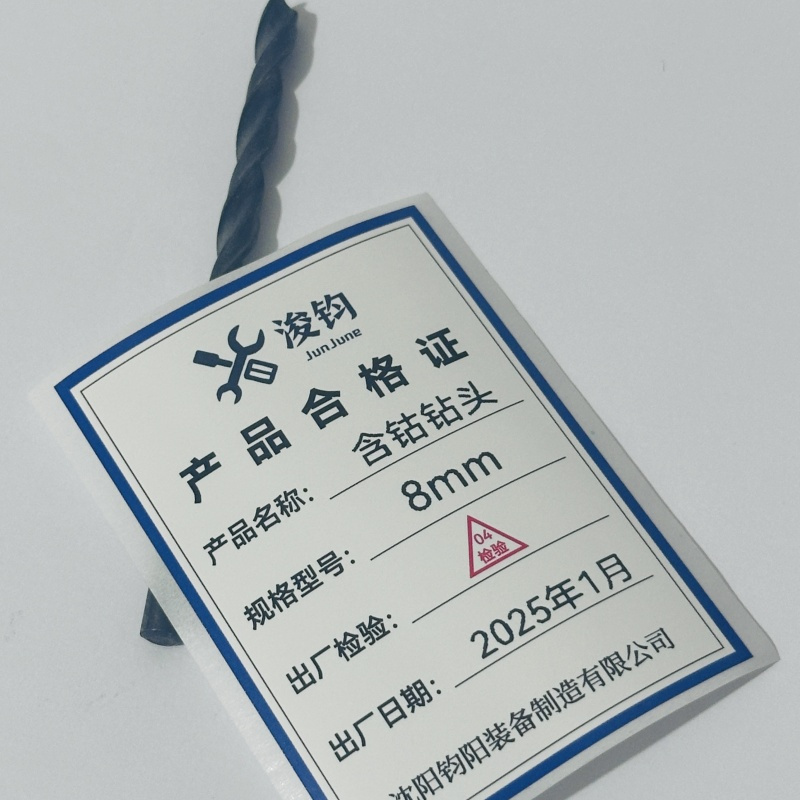 浚钧
JunJune
产品合格证
产品名称： 含钴钻头
规格型号： 8mm
出厂检验： 04 检验
出厂日期： 2025年1月
沈阳钧阳装备制造有限公司